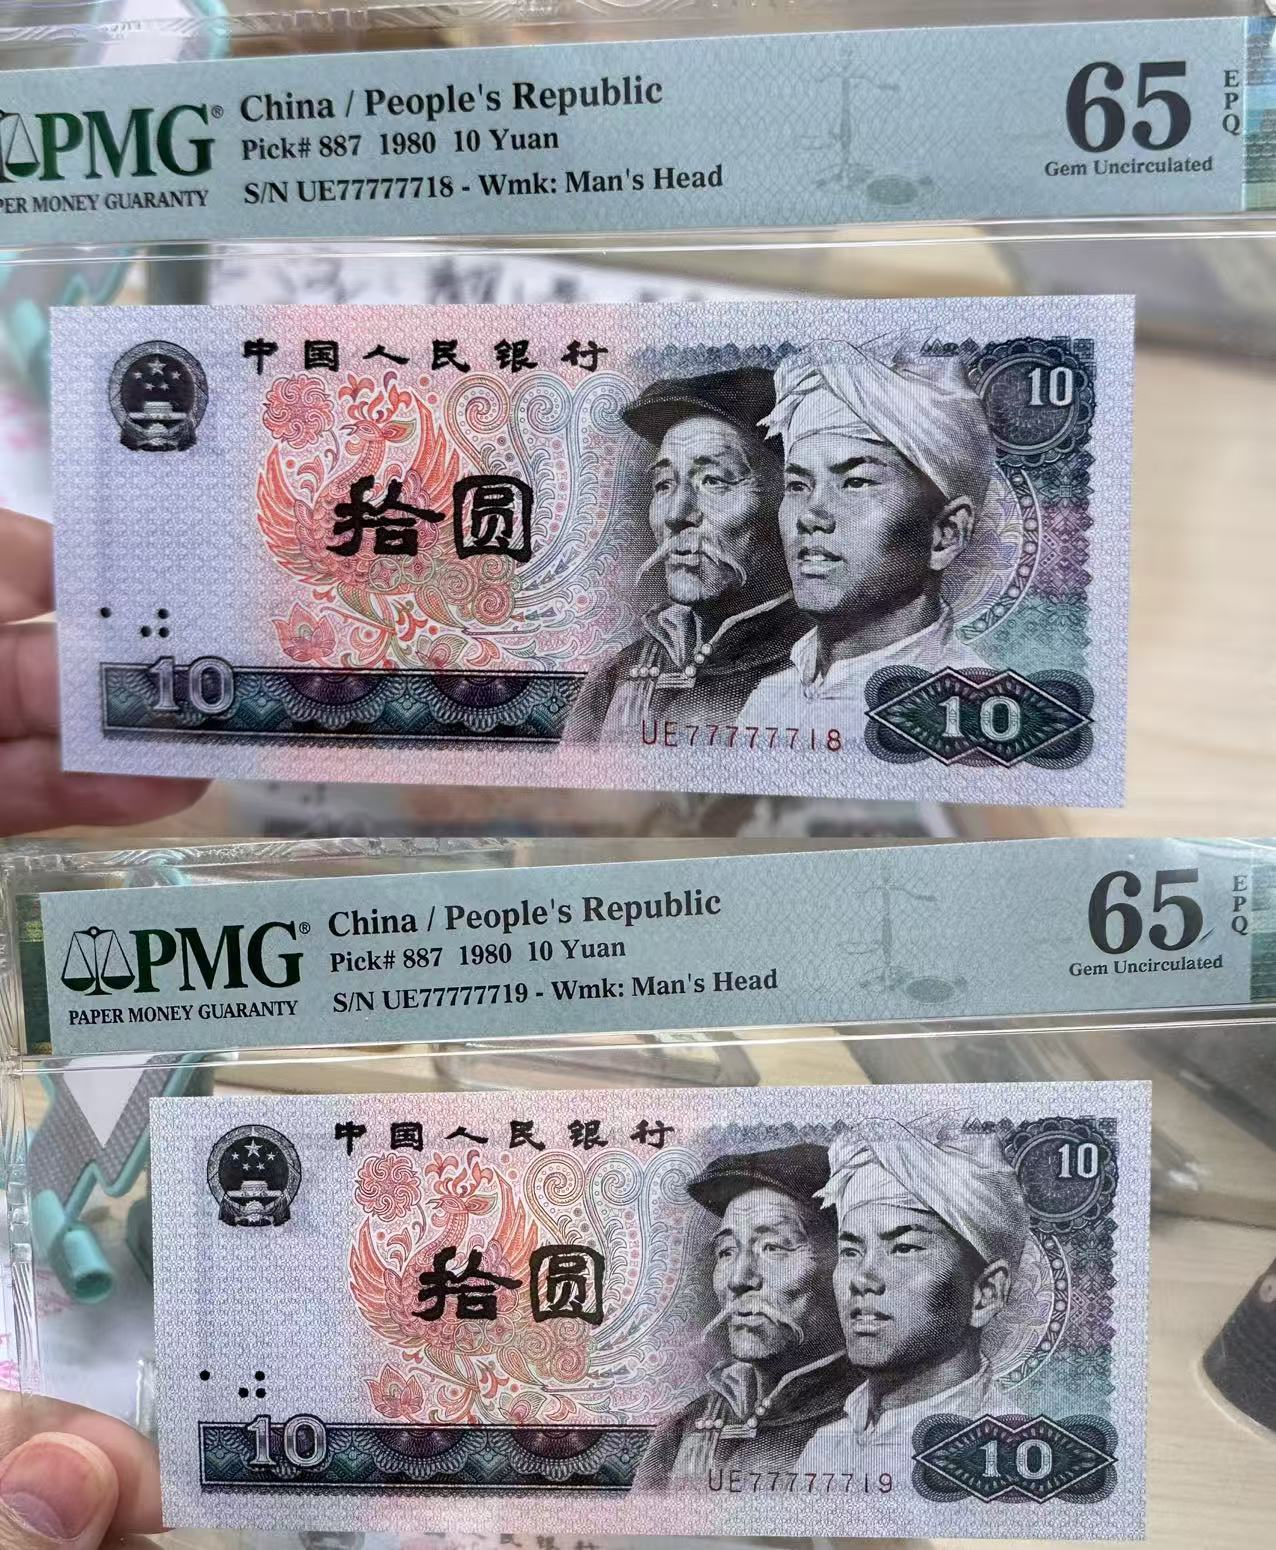 PMG®
PER MONEY GUARANTY
China / People's Republic
Pick# 887 1980 10 Yuan
S/N UE77777718 - Wmk: Man's Head
65
EPQ
Gem Uncirculated
中国人民银行
10
拾圆
10
UE77777718
10
PMG®
PAPER MONEY GUARANTY
China / People's Republic
Pick# 887 1980 10 Yuan
S/N UE77777719 - Wmk: Man's Head
65
EPQ
Gem Uncirculated
中国人民银行
10
拾圆
10
UE77777719
10